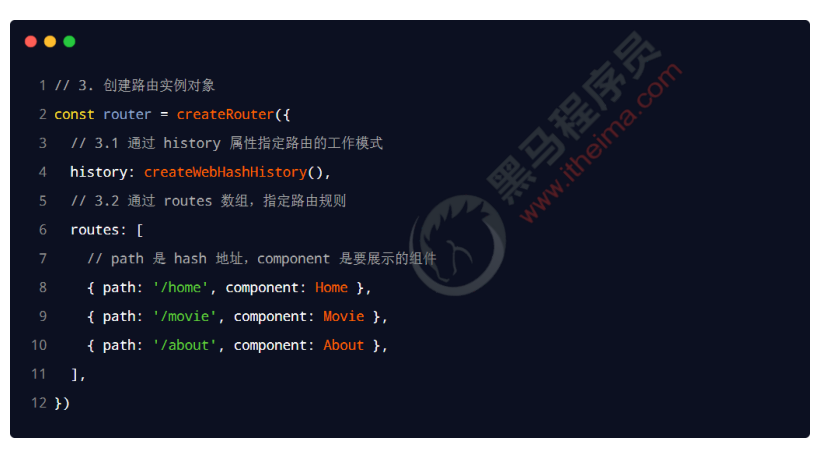 1 // 3. 创建路由实例对象
2 const router = createRouter({
3 // 3.1 通过 history 属性指定路由的工作模式
4 history: createWebHashHistory(),
5 // 3.2 通过 routes 数组，指定路由规则
6 routes: [
7 // path 是 hash 地址，component 是要展示的组件
8 { path: '/home', component: Home },
9 { path: '/movie', component: Movie },
10 { path: '/about', component: About },
11 ],
12 })
黑马程序员
www.itheima.com